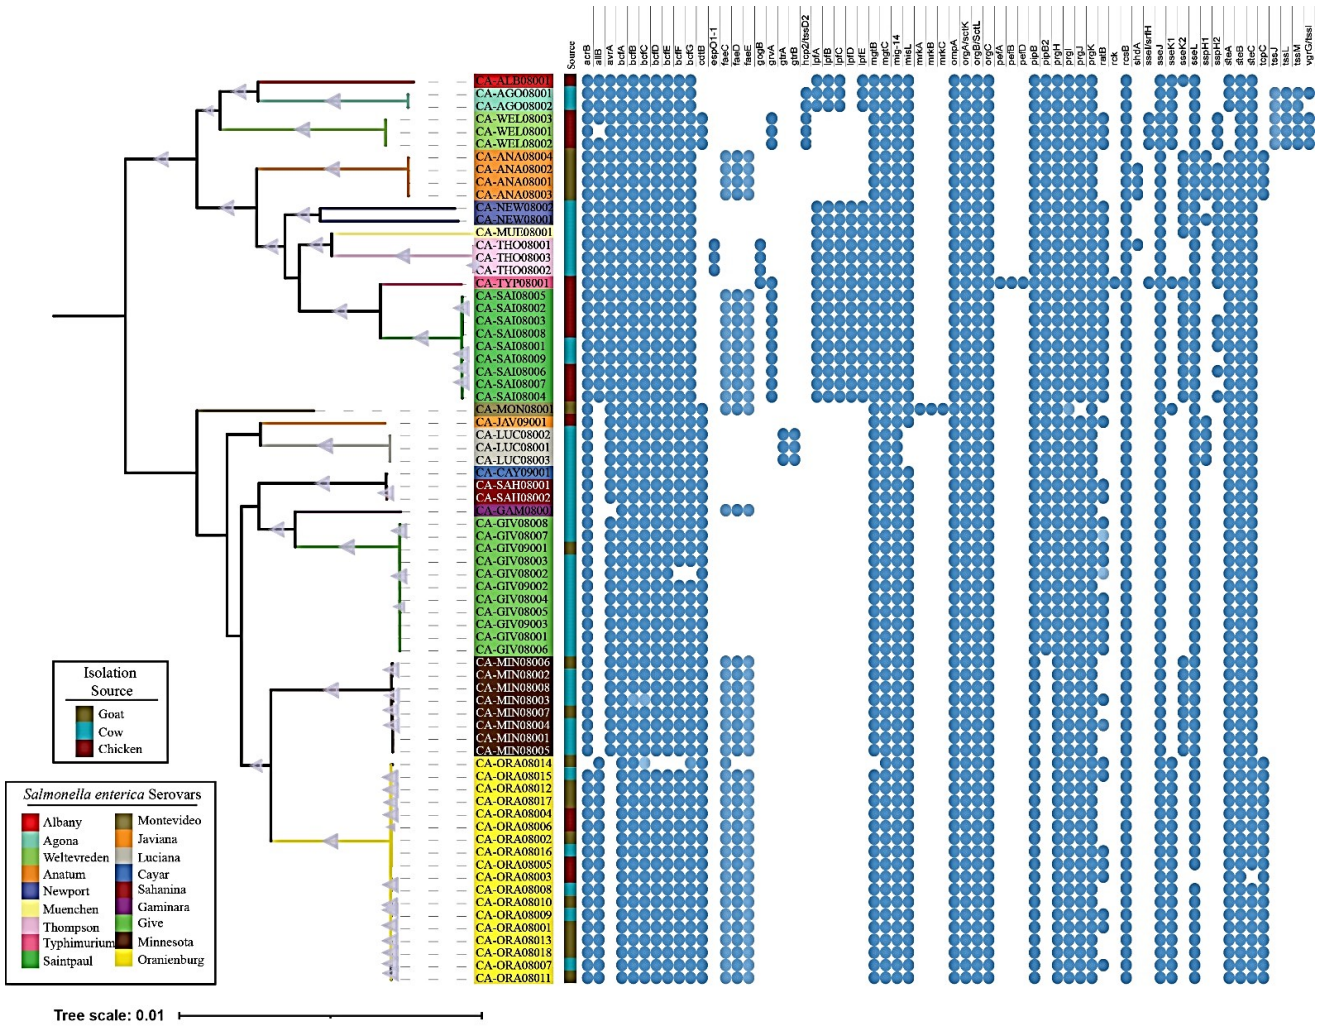 Source
acrB
allB
avrA
bcfA
bcfB
bcfC
bcfD
bcfE
bcfF
bcfG
cdtB
espO1-1
faeC
faeD
faeE
gogB
grvA
gtrA
gtrB
hcp2/tssD2
lpfA
lpfB
lpfC
lpfD
lpfE
mgtB
mgtC
mig-14
misL
mrkA
mrkB
mrkC
ompA
orgA/sctK
orgB/SctL
orgC
pefA
pefB
pefD
pipB
pipB2
prgH
prgI
prgJ
prgK
ratB
rck
rcsB
shdA
sseI/srfH
sseJ
sseK1
sseK2
sseL
sspH1
sspH2
steA
steB
steC
tcpC
tssJ
tssL
tssM
vgrG/tssI
CA-ALB08001
CA-AGO08001
CA-AGO08002
CA-WEL08003
CA-WEL08001
CA-WEL08002
CA-ANA08004
CA-ANA08002
CA-ANA08001
CA-ANA08003
CA-NEW08002
CA-NEW08001
CA-MUE08001
CA-THO08001
CA-THO08003
CA-THO08002
CA-TYP08001
CA-SAI08005
CA-SAI08002
CA-SAI08003
CA-SAI08008
CA-SAI08001
CA-SAI08009
CA-SAI08006
CA-SAI08007
CA-SAI08004
CA-MON08001
CA-JAV09001
CA-LUC08002
CA-LUC08001
CA-LUC08003
CA-CAY09001
CA-SAH08001
CA-SAH08002
CA-GAM0800
CA-GIV08008
CA-GIV08007
CA-GIV09001
CA-GIV08003
CA-GIV08002
CA-GIV09002
CA-GIV08004
CA-GIV08005
CA-GIV09003
CA-GIV08001
CA-GIV08006
CA-MIN08006
CA-MIN08002
CA-MIN08008
CA-MIN08003
CA-MIN08007
CA-MIN08004
CA-MIN08001
CA-MIN08005
CA-ORA08014
CA-ORA08015
CA-ORA08012
CA-ORA08017
CA-ORA08004
CA-ORA08006
CA-ORA08002
CA-ORA08016
CA-ORA08005
CA-ORA08003
CA-ORA08008
CA-ORA08010
CA-ORA08009
CA-ORA08001
CA-ORA08013
CA-ORA08018
CA-ORA08007
CA-ORA08011
Isolation
Source
Goat
Cow
Chicken
Salmonella enterica Serovars
Albany
Agona
Weltevreden
Anatum
Newport
Muenchen
Thompson
Typhimurium
Saintpaul
Montevideo
Javiana
Luciana
Cayar
Sahanina
Gaminara
Give
Minnesota
Oranienburg
Tree scale: 0.01